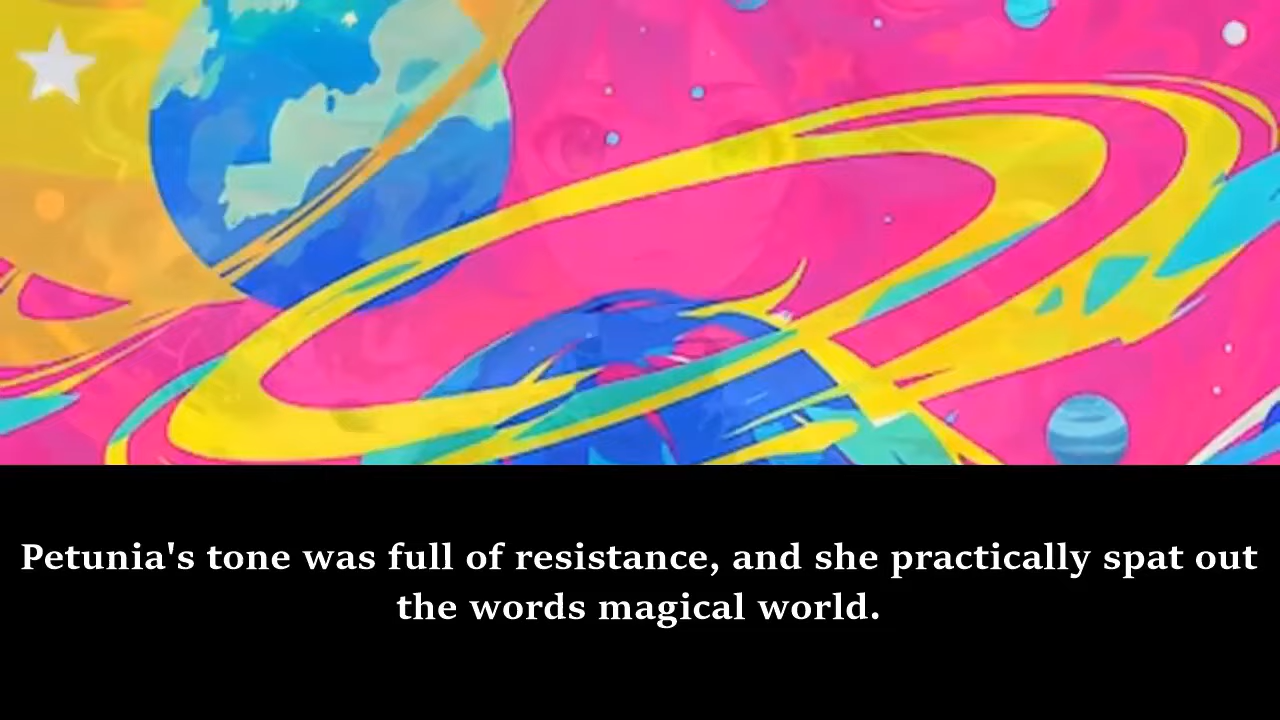 Petunia's tone was full of resistance, and she practically spat out
the words magical world.